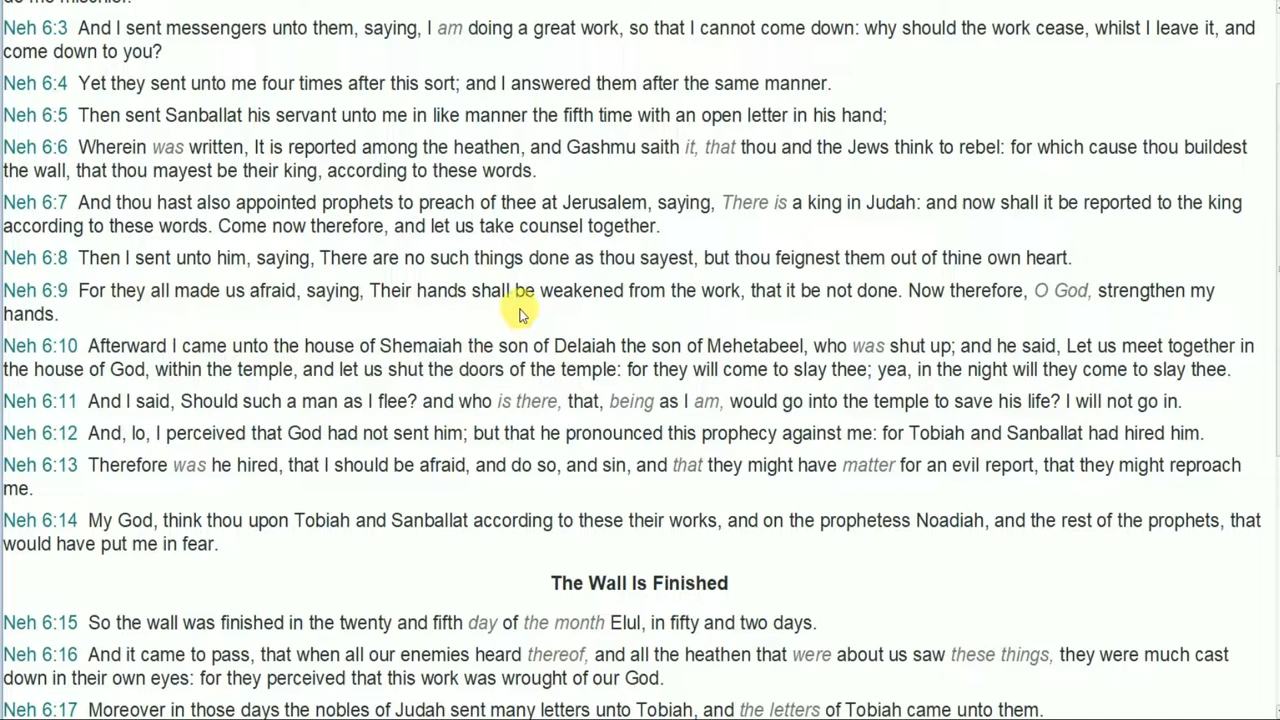 do me mischief.
Neh 6:3 And I sent messengers unto them, saying, I am doing a great work, so that I cannot come down: why should the work cease, whilst I leave it, and
come down to you?
Neh 6:4 Yet they sent unto me four times after this sort; and I answered them after the same manner.
Neh 6:5 Then sent Sanballat his servant unto me in like manner the fifth time with an open letter in his hand;
Neh 6:6 Wherein was written, It is reported among the heathen, and Gashmu saith it, that thou and the Jews think to rebel: for which cause thou buildest
the wall, that thou mayest be their king, according to these words.
Neh 6:7 And thou hast also appointed prophets to preach of thee at Jerusalem, saying, There is a king in Judah: and now shall it be reported to the king
according to these words. Come now therefore, and let us take counsel together.
Neh 6:8 Then I sent unto him, saying, There are no such things done as thou sayest, but thou feignest them out of thine own heart.
Neh 6:9 For they all made us afraid, saying, Their hands shall be weakened from the work, that it be not done. Now therefore, O God, strengthen my
hands.
Neh 6:10 Afterward I came unto the house of Shemaiah the son of Delaiah the son of Mehetabeel, who was shut up; and he said, Let us meet together in
the house of God, within the temple, and let us shut the doors of the temple: for they will come to slay thee; yea, in the night will they come to slay thee.
Neh 6:11 And I said, Should such a man as I flee? and who is there, that, being as I am, would go into the temple to save his life? I will not go in.
Neh 6:12 And, lo, I perceived that God had not sent him; but that he pronounced this prophecy against me: for Tobiah and Sanballat had hired him.
Neh 6:13 Therefore was he hired, that I should be afraid, and do so, and sin, and that they might have matter for an evil report, that they might reproach
me.
Neh 6:14 My God, think thou upon Tobiah and Sanballat according to these their works, and on the prophetess Noadiah, and the rest of the prophets, that
would have put me in fear.
The Wall Is Finished
Neh 6:15 So the wall was finished in the twenty and fifth day of the month Elul, in fifty and two days.
Neh 6:16 And it came to pass, that when all our enemies heard thereof, and all the heathen that were about us saw these things, they were much cast
down in their own eyes: for they perceived that this work was wrought of our God.
Neh 6:17 Moreover in those days the nobles of Judah sent many letters unto Tobiah, and the letters of Tobiah came unto them.